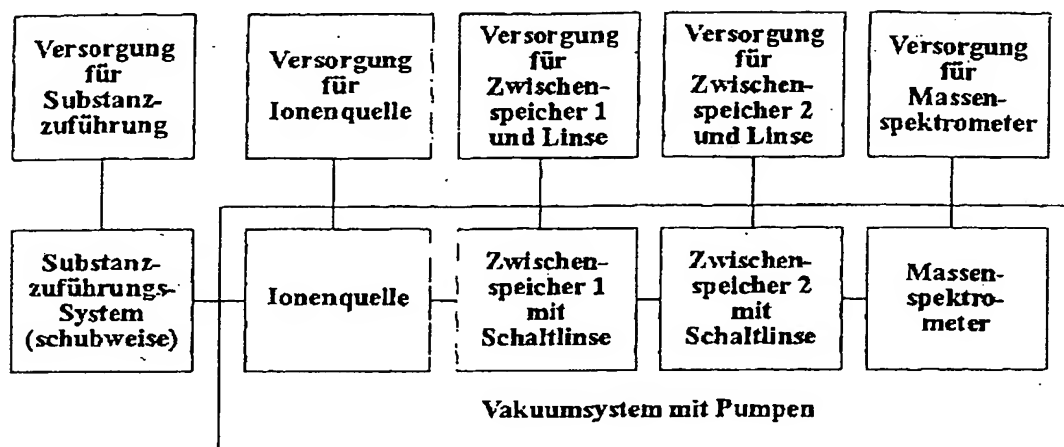 Versorgung
für
Substanz-
zuführung
Versorgung
für
Ionenquelle
Versorgung
für
Zwischen-
speicher 1
und Linse
Versorgung
für Zwischen-
speicher 2
und Linse
Versorgung
für
Massen-
spektrometer
Substanz-
zuführungs-
System
(schubweise)
Ionenquelle
Zwischen-
speicher 1
mit
Schaltlinse
Zwischen-
speicher 2
mit
Schaltlinse
Massen-
spektro-
meter
Vakuumsystem mit Pumpen